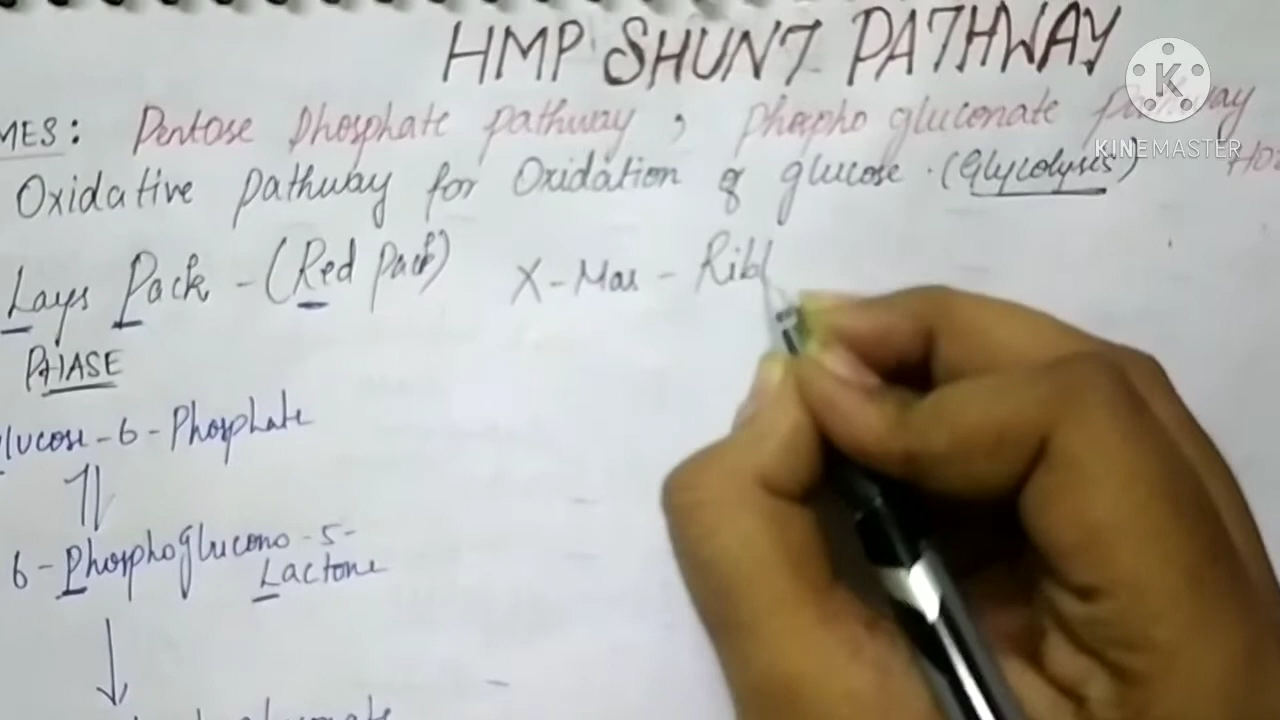 HMP SHUNT PATHWAY
K
KINEMASTER
MES: Pentose Phosphate pathway, Phospho gluconate Pathway
Oxidative pathway for Oxidation of glucose. (Glycolysis)
Lays Pack - (Red Pack) X-Mas - Rib
PHASE
lucose-6-Phosphate
6-Phosphoglucono-5-
Lactone